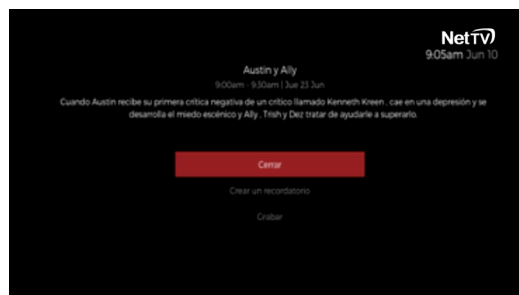 NetTV
9:05am Jun 10
Austin y Ally
9:00am - 9:30am | Jue 23 Jun
Cuando Austin recibe su primera crítica negativa de un crítico llamado Kenneth Kreen , cae en una depresión y se
desarrolla el miedo escénico y Ally , Trish y Dez tratar de ayudarle a superarlo.
Cerrar
Crear un recordatorio
Grabar